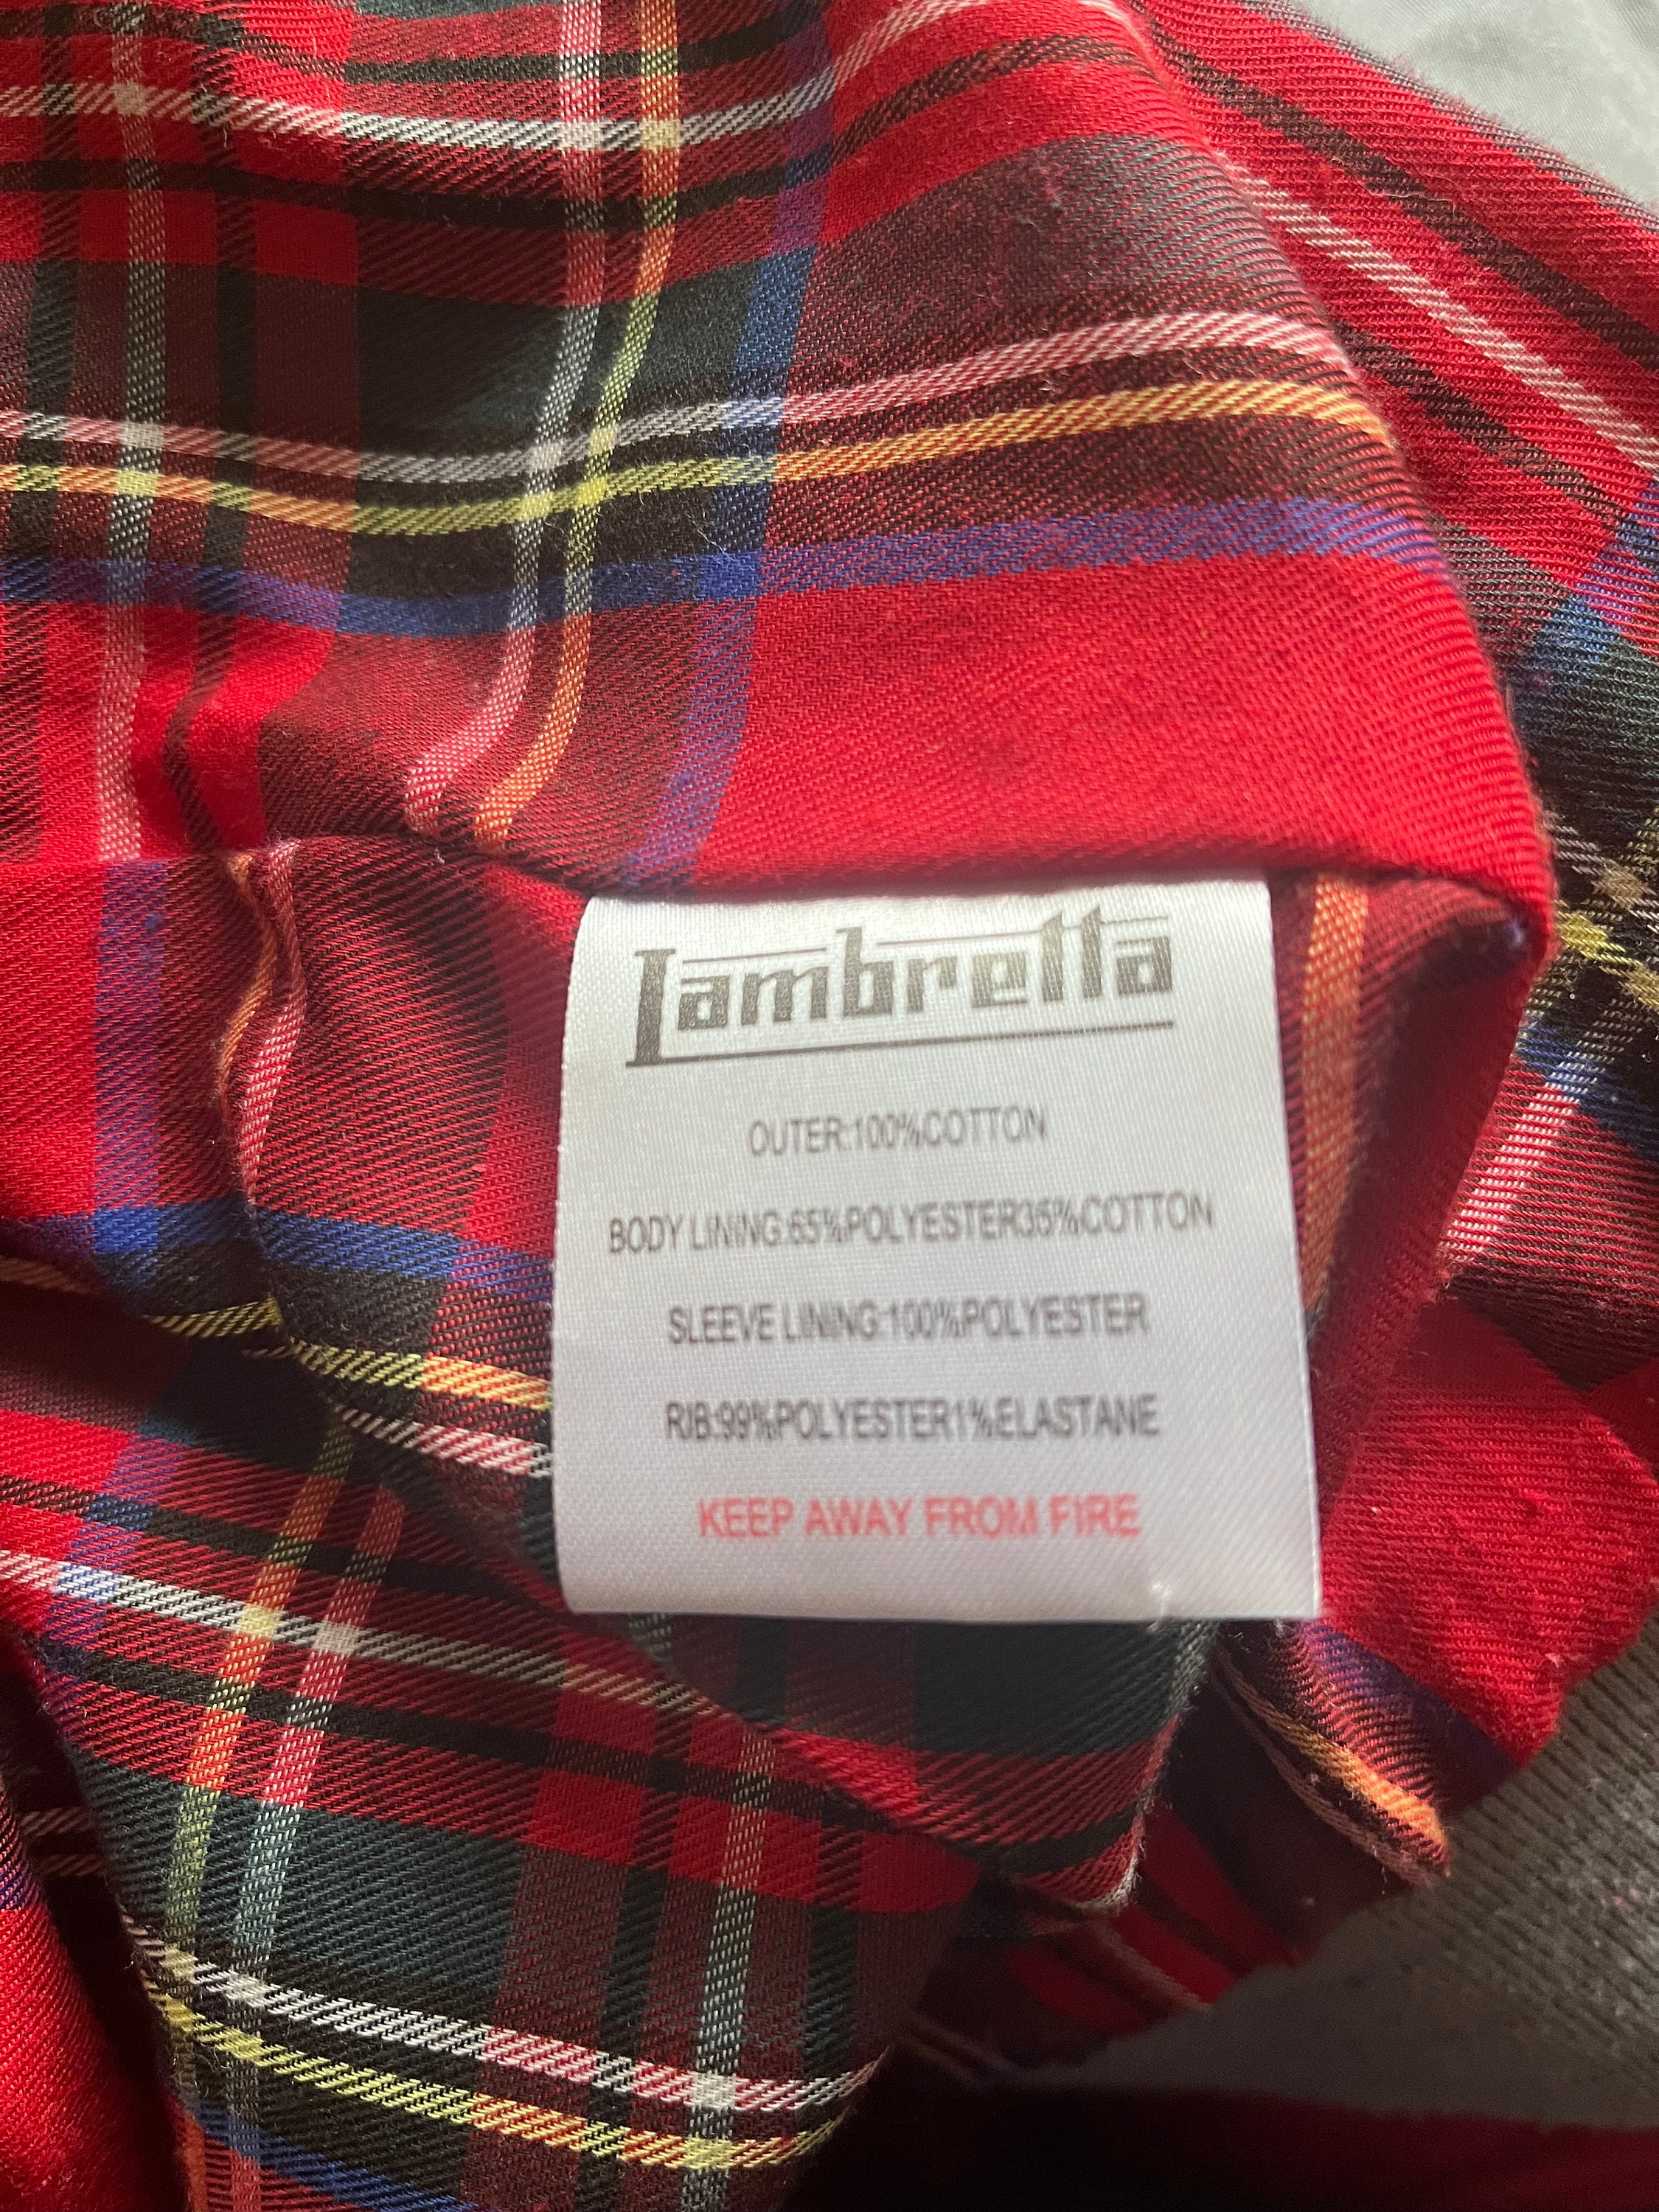 Lambretta
OUTER:100%COTTON
BODY LINING:65%POLYESTER35%COTTON
SLEEVE LINING:100%POLYESTER
RIB:99%POLYESTER1%ELASTANE
KEEP AWAY FROM FIRE